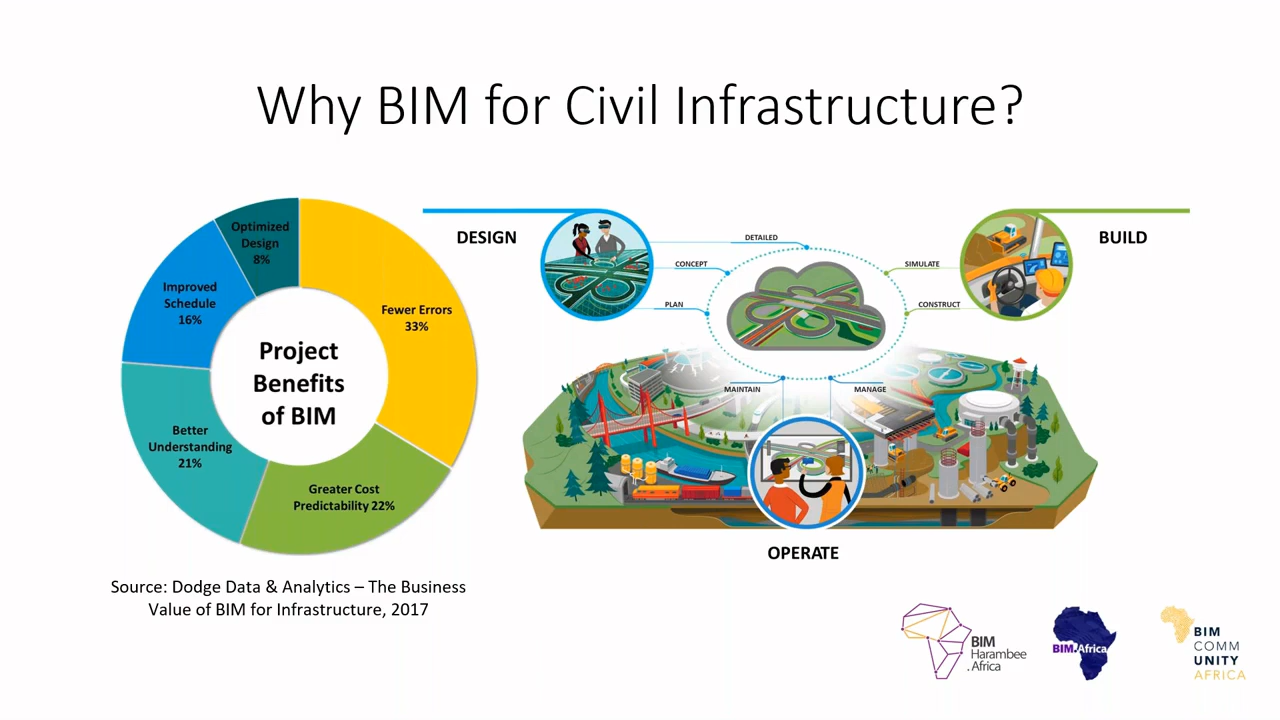 Why BIM for Civil Infrastructure?
Optimized
Design
8%
Improved
Schedule
16%
Fewer Errors
33%
Project
Benefits
of BIM
Better
Understanding
21%
Greater Cost
Predictability 22%
Source: Dodge Data & Analytics – The Business
Value of BIM for Infrastructure, 2017
DESIGN
DETAILED
CONCEPT
PLAN
BUILD
SIMULATE
CONSTRUCT
MAINTAIN
MANAGE
OPERATE
BIM
Harambee
.Africa
BIM.Africa
BIM
COMM
UNITY
AFRICA